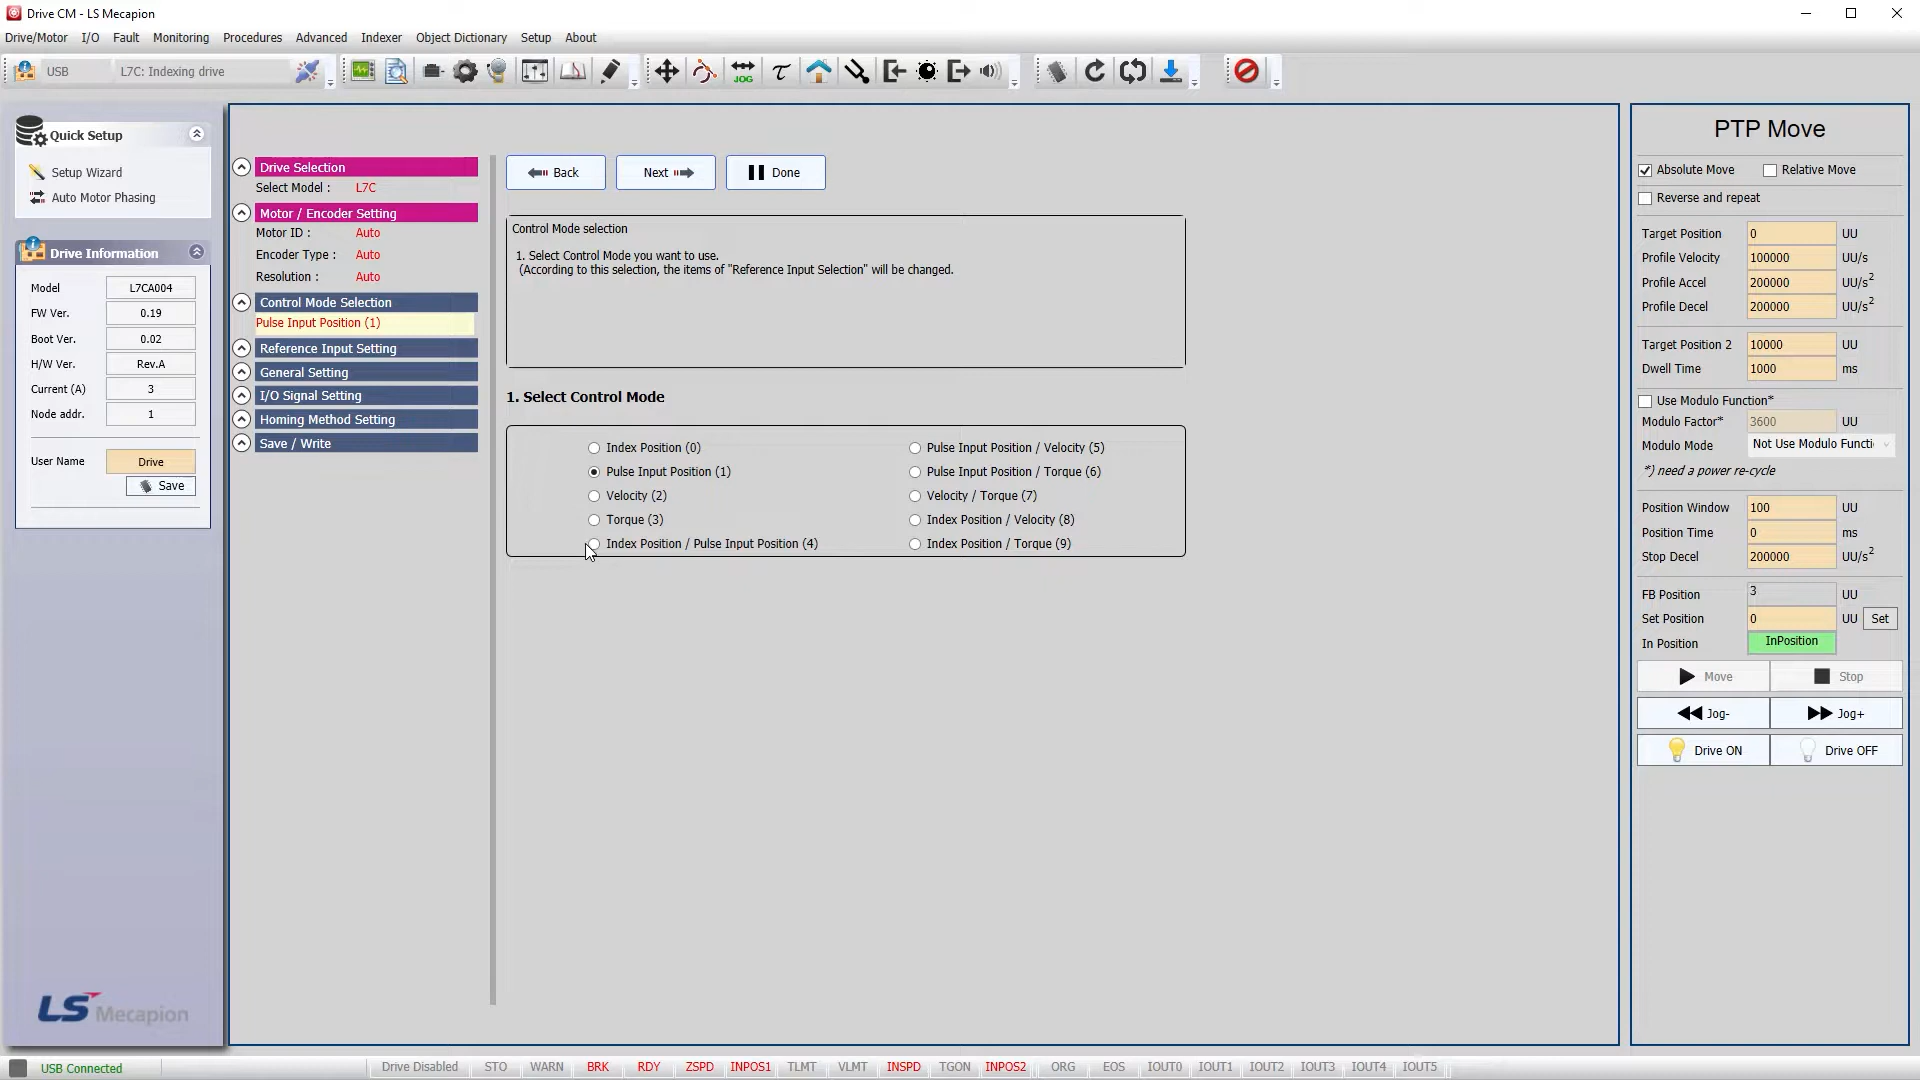 Drive CM - LS Mecapion
Drive/Motor I/O Fault Monitoring Procedures Advanced Indexer Object Dictionary Setup About
USB L7C: Indexing drive JOG
Quick Setup
Setup Wizard
Auto Motor Phasing
Drive Information
Model L7CA004
FW Ver. 0.19
Boot Ver. 0.02
H/W Ver. Rev.A
Current (A) 3
Node addr. 1
User Name Drive
Save
LS Mecapion
Drive Selection
Select Model : L7C
Motor / Encoder Setting
Motor ID : Auto
Encoder Type : Auto
Resolution : Auto
Control Mode Selection
Pulse Input Position (1)
Reference Input Setting
General Setting
I/O Signal Setting
Homing Method Setting
Save / Write
Back Next Done
Control Mode selection
1. Select Control Mode you want to use.
(According to this selection, the items of "Reference Input Selection" will be changed.
1. Select Control Mode
Index Position (0) Pulse Input Position / Velocity (5)
Pulse Input Position (1) Pulse Input Position / Torque (6)
Velocity (2) Velocity / Torque (7)
Torque (3) Index Position / Velocity (8)
Index Position / Pulse Input Position (4) Index Position / Torque (9)
PTP Move
Absolute Move Relative Move
Reverse and repeat
Target Position 0 UU
Profile Velocity 100000 UU/s
Profile Accel 200000 UU/s2
Profile Decel 200000 UU/s2
Target Position 2 10000 UU
Dwell Time 1000 ms
Use Modulo Function*
Modulo Factor* 3600 UU
Modulo Mode Not Use Modulo Functi
*) need a power re-cycle
Position Window 100 UU
Position Time 0 ms
Stop Decel 200000 UU/s2
FB Position 3 UU
Set Position 0 UU Set
In Position InPosition
Move Stop
Jog- Jog+
Drive ON Drive OFF
USB Connected Drive Disabled STO WARN BRK RDY ZSPD INPOS1 TLMT VLMT INSPD TGON INPOS2 ORG EOS IOUT0 IOUT1 IOUT2 IOUT3 IOUT4 IOUT5